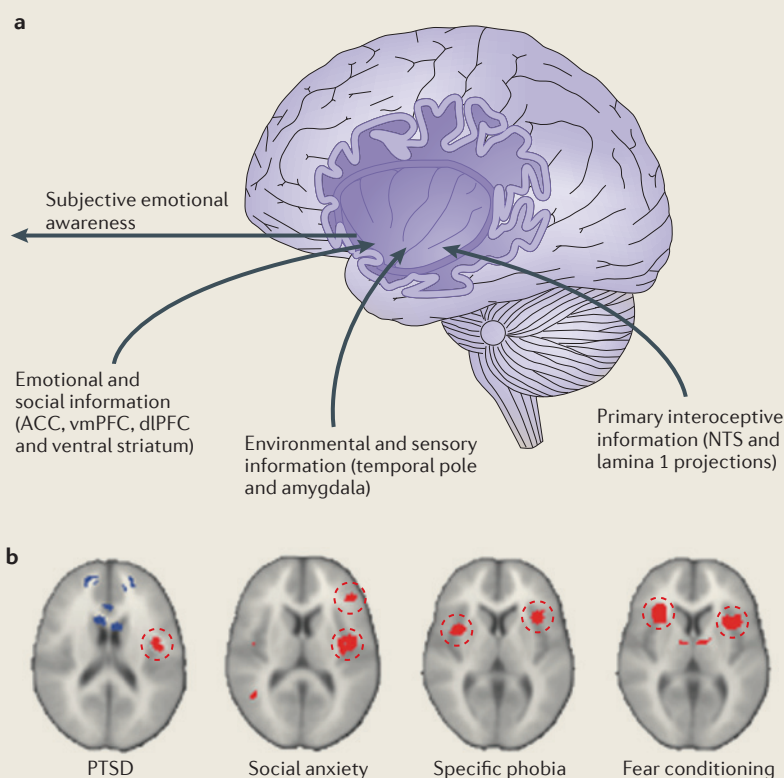 a
Subjective emotional
awareness
Emotional and
social information
(ACC, vmPFC, dlPFC
and ventral striatum)
Environmental and sensory
information (temporal pole
and amygdala)
Primary interoceptive
information (NTS and
lamina 1 projections)
b
PTSD
Social anxiety
Specific phobia
Fear conditioning